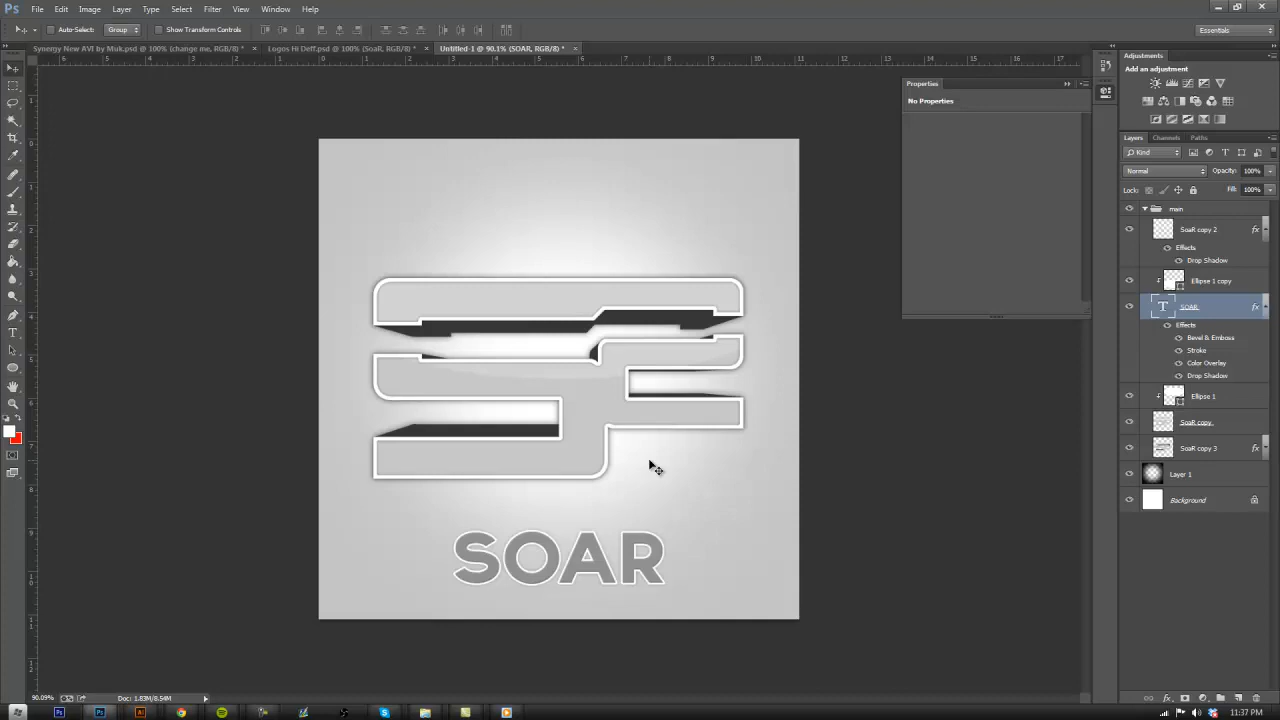 Ps File Edit Image Layer Type Select Filter View Window Help
Auto-Select: Group Show Transform Controls Essentials
Synergy New AVI by Muk.psd @ 100% (change me, RGB/8) * Logos H Deff.psd @ 100% (SoaR, RGB/8) * Untitled-1 @ 90.1% (SOAR, RGB/8) *
Properties
No Properties
Adjustments
Add an adjustment
Layers Channels Paths
Kind
Normal Opacity: 100%
Lock: Fill: 100%
main
SoaR copy 2 fx
Effects
Drop Shadow
Ellipse 1 copy
T SOAR fx
Effects
Bevel & Emboss
Stroke
Color Overlay
Drop Shadow
Ellipse 1
SoaR copy
SoaR copy 3 fx
Layer 1
Background
SOAR
90.09% Doc: 1.83M/8.54M
11:37 PM